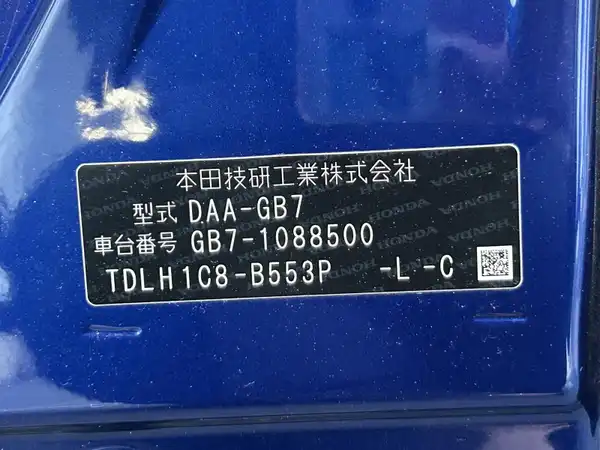 本田技研工業株式会社
型式 DAA-GB7
車台番号 GB7-1088500
TDLH1C8-B553P -L -C